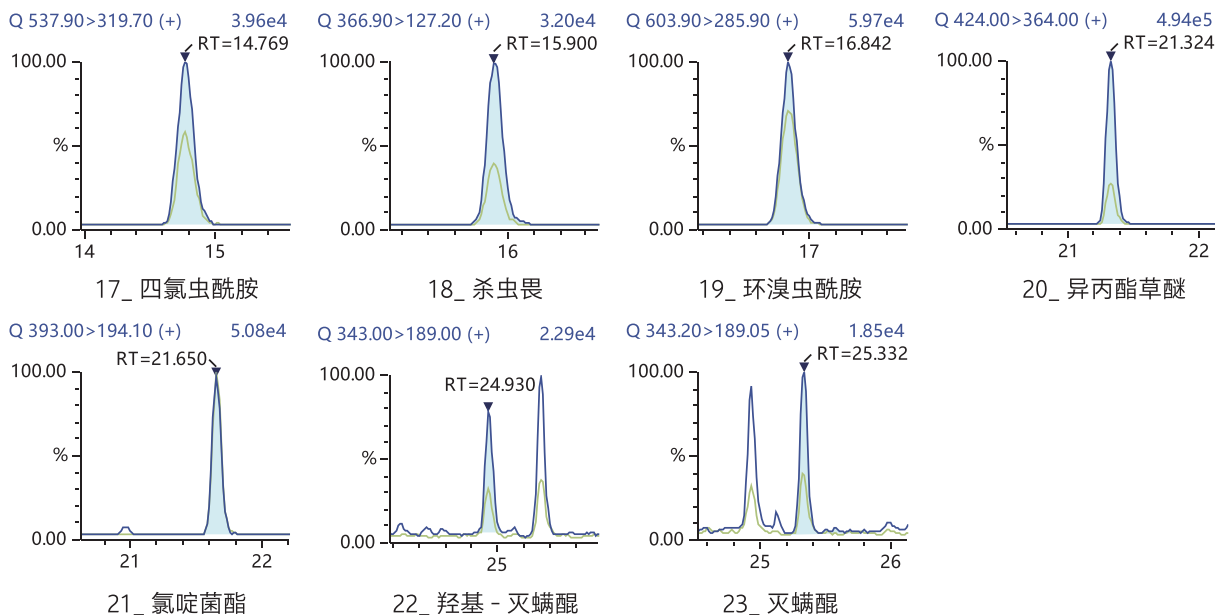 Q 537.90>319.70 (+) 3.96e4
RT=14.769
100.00
%
0.00
14 15
17_ 四氯虫酰胺
Q 366.90>127.20 (+) 3.20e4
RT=15.900
100.00
%
0.00
16
18_ 杀虫畏
Q 603.90>285.90 (+) 5.97e4
RT=16.842
100.00
%
0.00
17
19_ 环溴虫酰胺
Q 424.00>364.00 (+) 4.94e5
RT=21.324
100.00
%
0.00
21 22
20_ 异丙酯草醚
Q 393.00>194.10 (+) 5.08e4
RT=21.650
100.00
%
0.00
21 22
21_ 氯啶菌酯
Q 343.00>189.00 (+) 2.29e4
RT=24.930
100.00
%
0.00
25
22_ 羟基 - 灭螨醌
Q 343.20>189.05 (+) 1.85e4
RT=25.332
100.00
%
0.00
25 26
23_ 灭螨醌